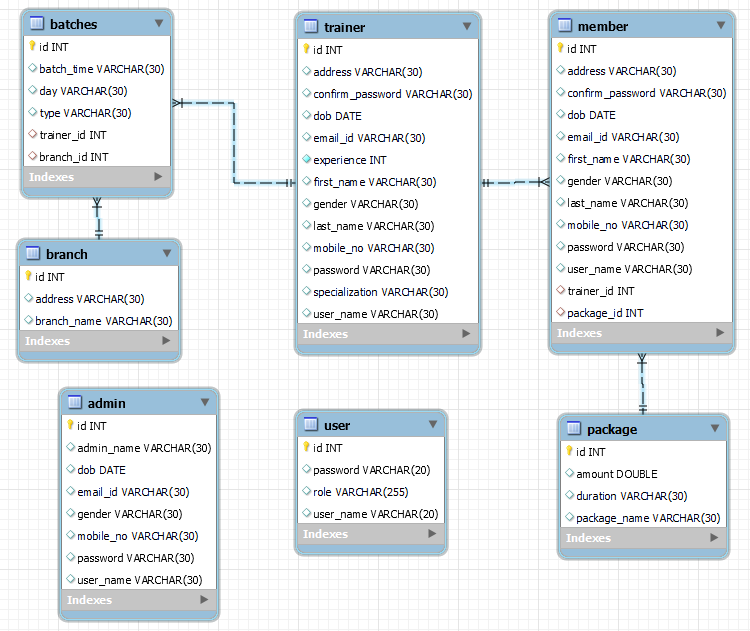 batches
id INT
batch_time VARCHAR(30)
day VARCHAR(30)
type VARCHAR(30)
trainer_id INT
branch_id INT
Indexes
trainer
id INT
address VARCHAR(30)
confirm_password VARCHAR(30)
dob DATE
email_id VARCHAR(30)
experience INT
first_name VARCHAR(30)
gender VARCHAR(30)
last_name VARCHAR(30)
mobile_no VARCHAR(30)
password VARCHAR(30)
specialization VARCHAR(30)
user_name VARCHAR(30)
Indexes
member
id INT
address VARCHAR(30)
confirm_password VARCHAR(30)
dob DATE
email_id VARCHAR(30)
first_name VARCHAR(30)
gender VARCHAR(30)
last_name VARCHAR(30)
mobile_no VARCHAR(30)
password VARCHAR(30)
user_name VARCHAR(30)
trainer_id INT
package_id INT
Indexes
branch
id INT
address VARCHAR(30)
branch_name VARCHAR(30)
Indexes
admin
id INT
admin_name VARCHAR(30)
dob DATE
email_id VARCHAR(30)
gender VARCHAR(30)
mobile_no VARCHAR(30)
password VARCHAR(30)
user_name VARCHAR(30)
Indexes
user
id INT
password VARCHAR(20)
role VARCHAR(255)
user_name VARCHAR(20)
Indexes
package
id INT
amount DOUBLE
duration VARCHAR(30)
package_name VARCHAR(30)
Indexes